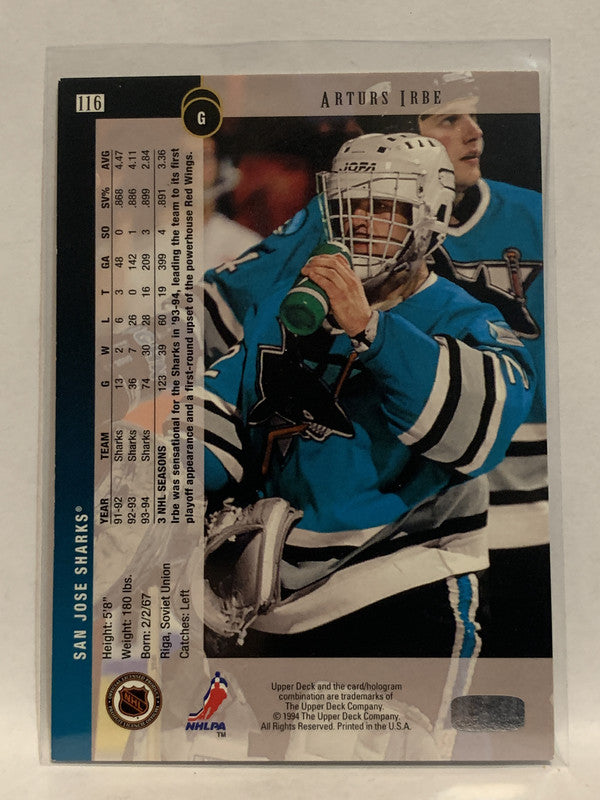 116
G
ARTURS IRBE
JOFA
SAN JOSE SHARKS®
Height: 5'8"
Weight: 180 lbs.
Born: 2/2/67
Riga, Soviet Union
Catches: Left
YEAR TEAM G W L T GA SO SV% AVG
91-92 Sharks 13 2 6 3 48 0 .868 4.47
92-93 Sharks 36 7 26 0 142 1 .886 4.11
93-94 Sharks 74 30 28 16 209 3 .899 2.84
3 NHL SEASONS 123 39 60 19 399 4 .891 3.36
Irbe was sensational for the Sharks in '93-94, leading the team to its first
playoff appearance and a first-round upset of the powerhouse Red Wings.
NHL
NHLPA
TM
Upper Deck and the card/hologram
combination are trademarks of
The Upper Deck Company.
© 1994 The Upper Deck Company.
All Rights Reserved. Printed in the U.S.A.